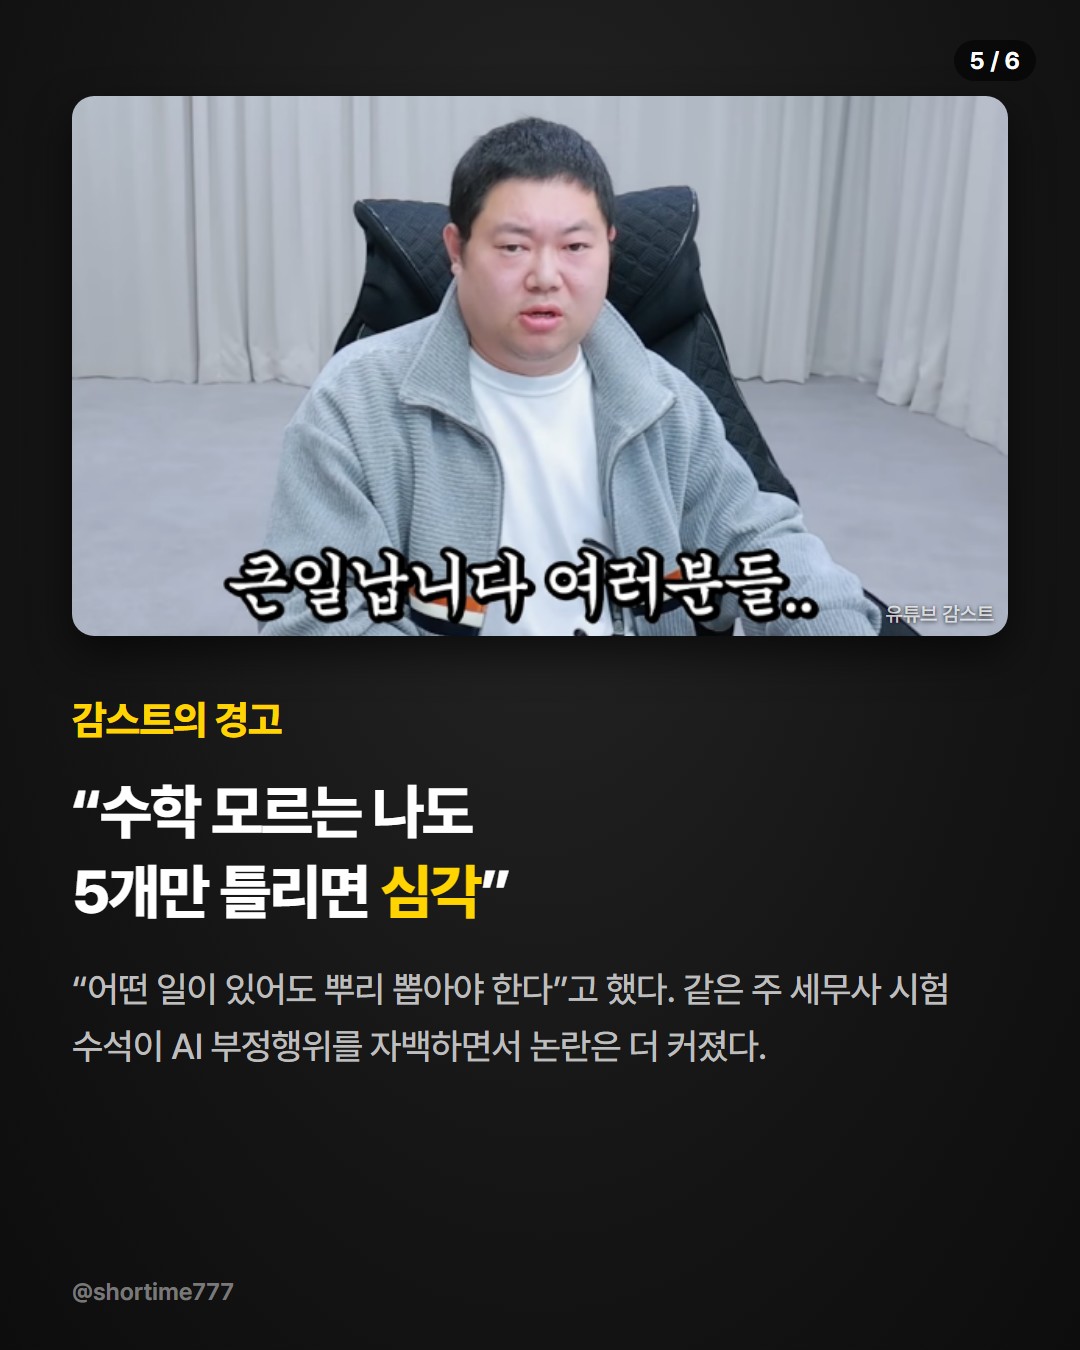 5 / 6
큰일납니다 여러분들..
유튜브 감스트
감스트의 경고
“수학 모르는 나도
5개만 틀리면 심각”
“어떤 일이 있어도 뿌리 뽑아야 한다”고 했다. 같은 주 세무사 시험
수석이 AI 부정행위를 자백하면서 논란은 더 커졌다.
@shortime777